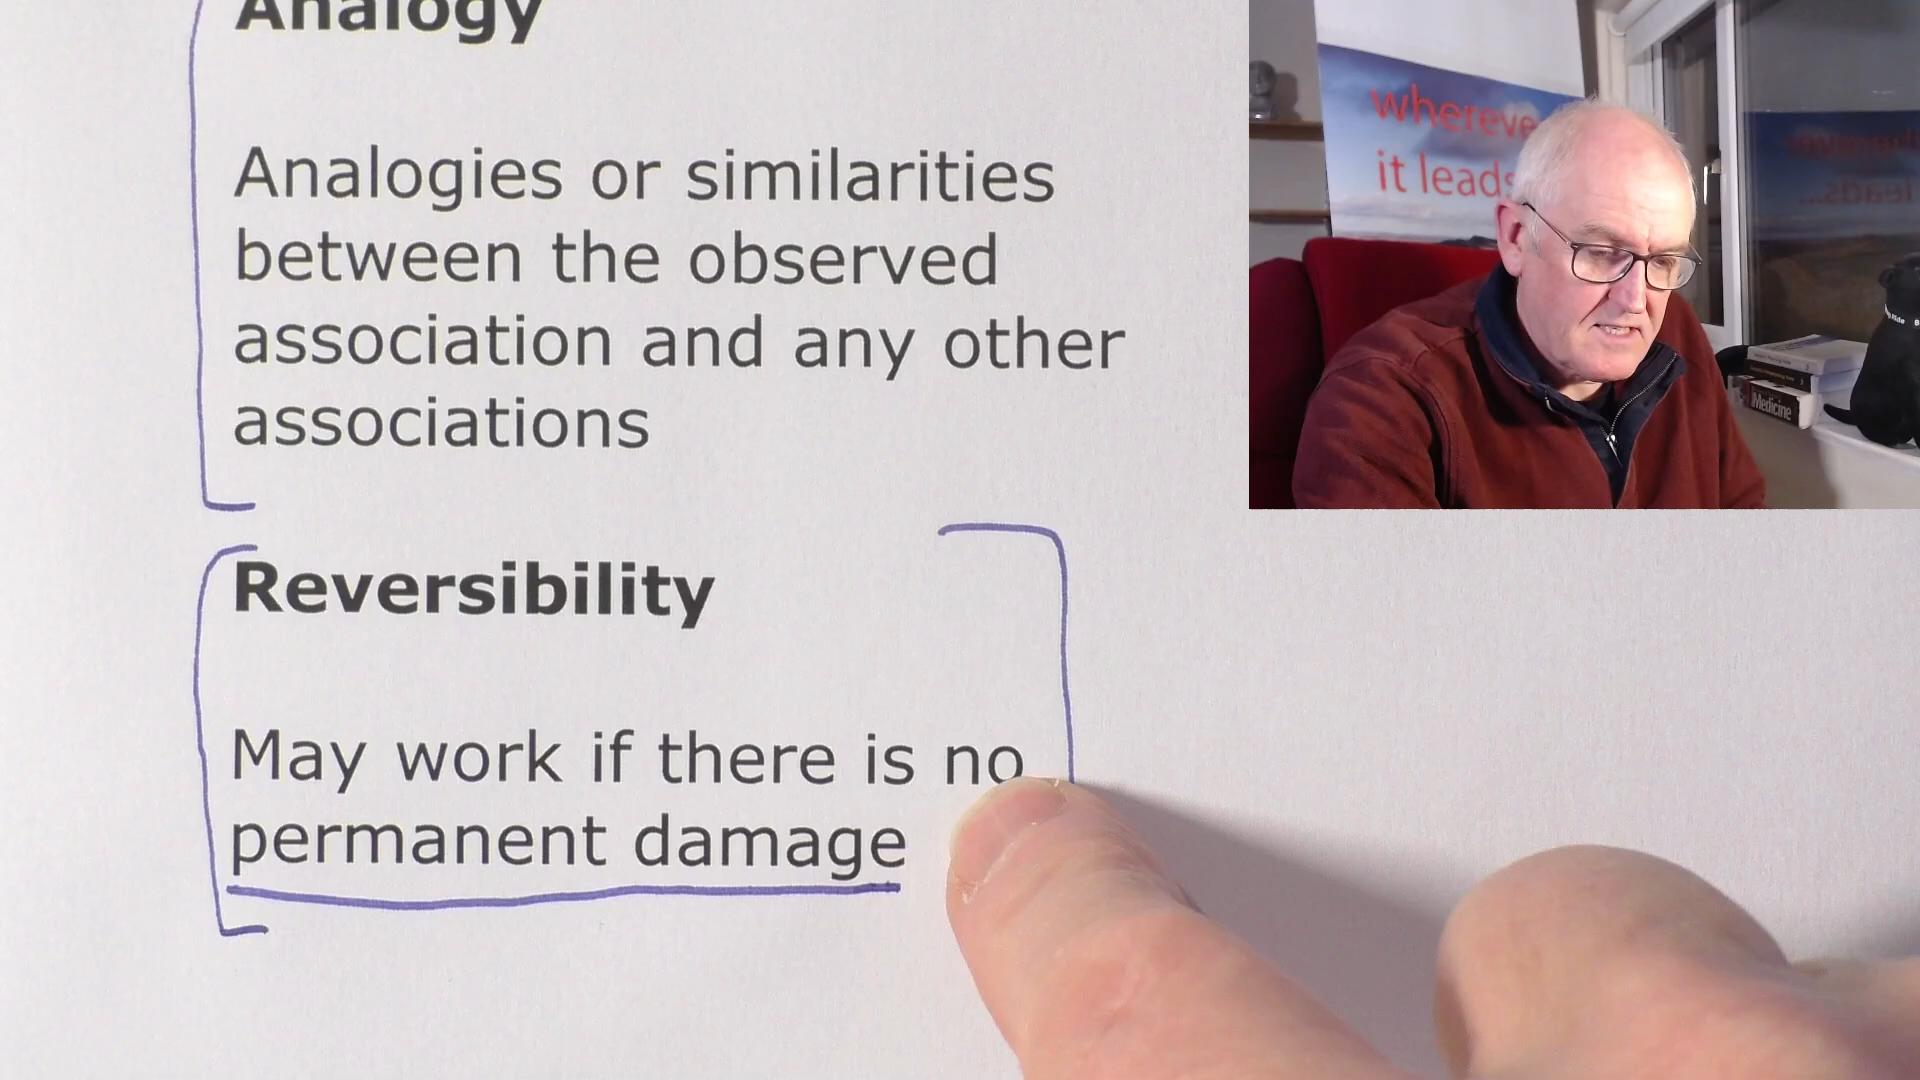 Analogy
Analogies or similarities
between the observed
association and any other
associations
Reversibility
May work if there is no
permanent damage
wherever
it leads
Medicine